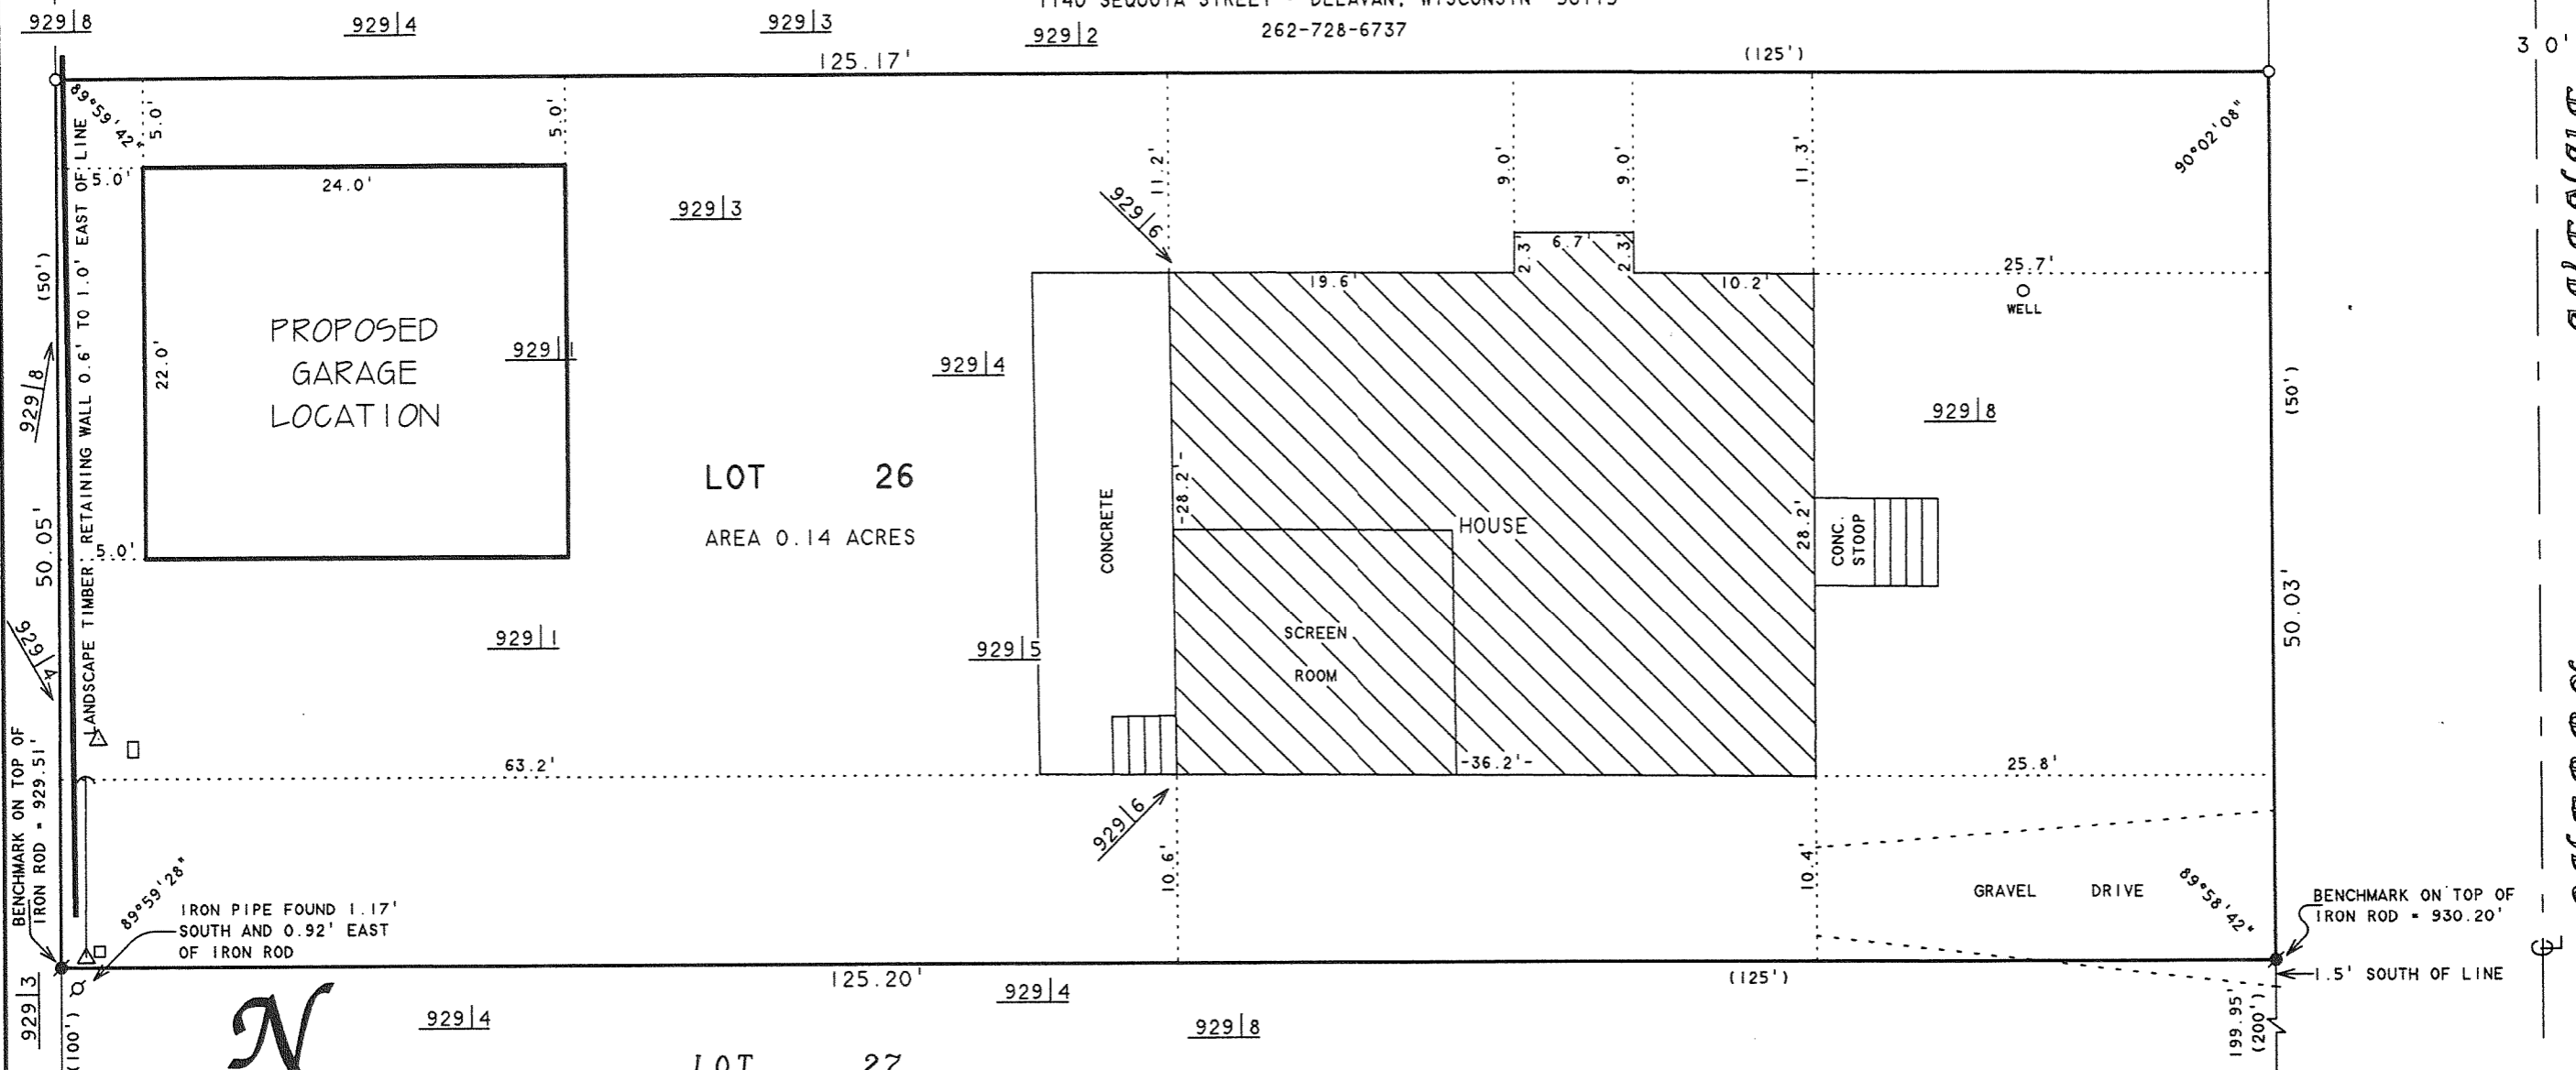 929|8
929|4
929|3
929|2
1140 SEQUOIA STREET DELAVAN, WISCONSIN 53115
262-728-6737
30'
125.17'
(125')
89°59'42"
5.0'
5.0'
5.0'
24.0'
22.0'
5.0'
PROPOSED
GARAGE
LOCATION
929|1
929|3
929|6
11.2'
9.0'
9.0'
11.3'
90°02'08"
2.3'
6.7'
2.3'
19.6'
10.2'
25.7'
WELL
(50')
929|8
50.05'
929|4
LANDSCAPE TIMBER RETAINING WALL 0.6' TO 1.0' EAST OF LINE
929|4
929|8
(50')
LOT 26
AREA 0.14 ACRES
CONCRETE
-28.2'-
HOUSE
28.2'
CONC.
STOOP
50.03'
929|1
929|5
SCREEN
ROOM
63.2'
-36.2'-
25.8'
BENCHMARK ON TOP OF
IRON ROD = 929.51'
929|6
10.6'
10.4'
GRAVEL DRIVE
89°58'42"
BENCHMARK ON TOP OF
IRON ROD = 930.20'
89°59'28"
IRON PIPE FOUND 1.17'
SOUTH AND 0.92' EAST
OF IRON ROD
125.20'
(125')
1.5' SOUTH OF LINE
929|3
(100')
N
929|4
929|4
929|8
199.95'
(200')
LOT 27